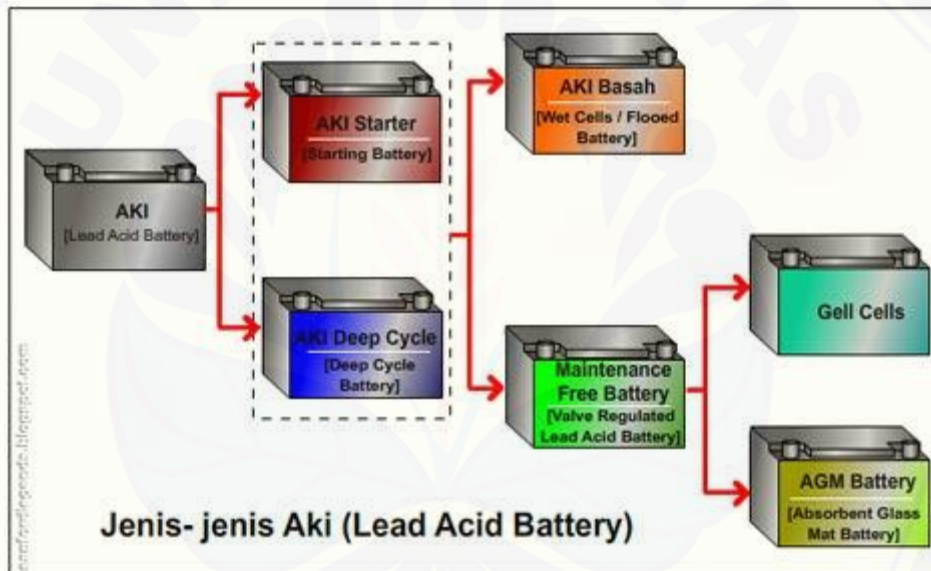 AKI
[Lead Acid Battery]
AKI Starter
[Starting Battery]
AKI Deep Cycle
[Deep Cycle
Battery]
AKI Basah
[Wet Cells / Flooed
Battery]
Maintenance
Free Battery
[Valve Regulated
Lead Acid Battery]
Gell Cells
AGM Battery
[Absorbent Glass
Mat Battery]
Jenis- jenis Aki (Lead Acid Battery)
UNI
AS